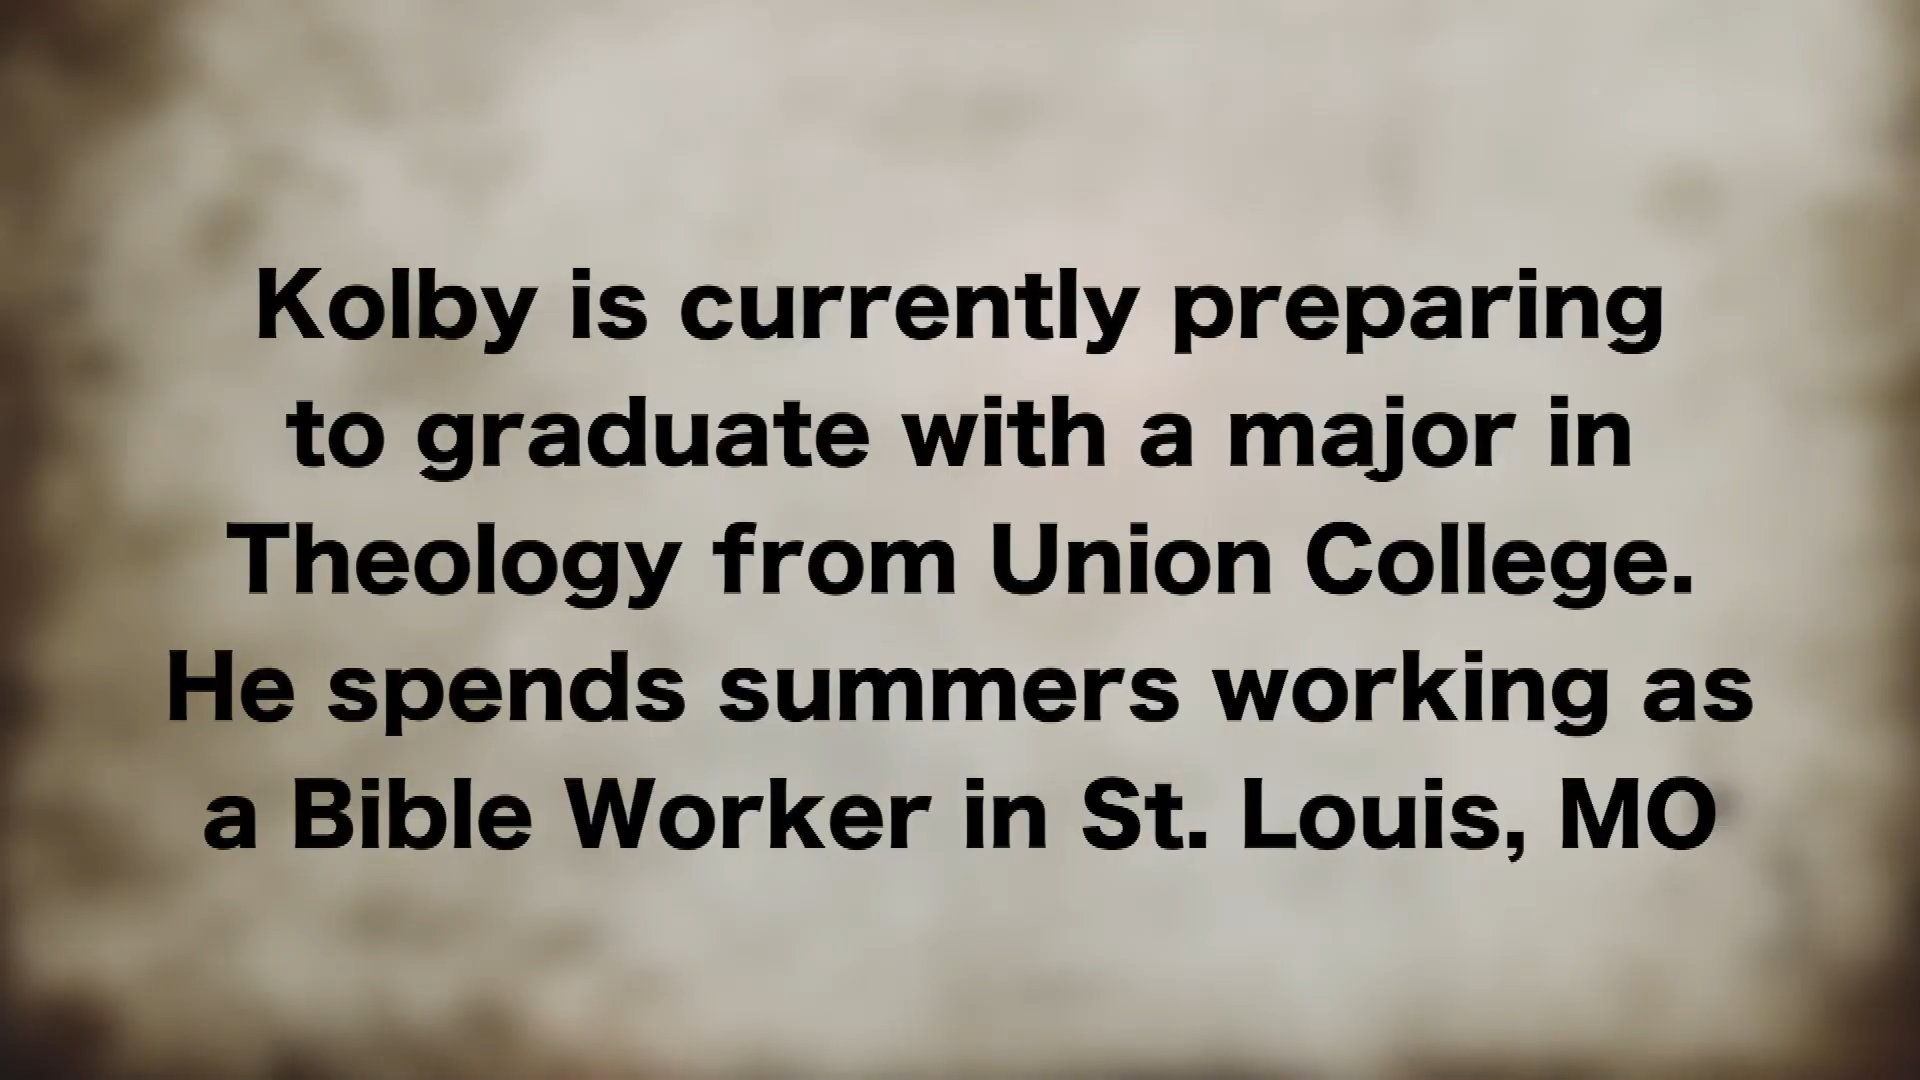 Kolby is currently preparing
to graduate with a major in
Theology from Union College.
He spends summers working as
a Bible Worker in St. Louis, MO